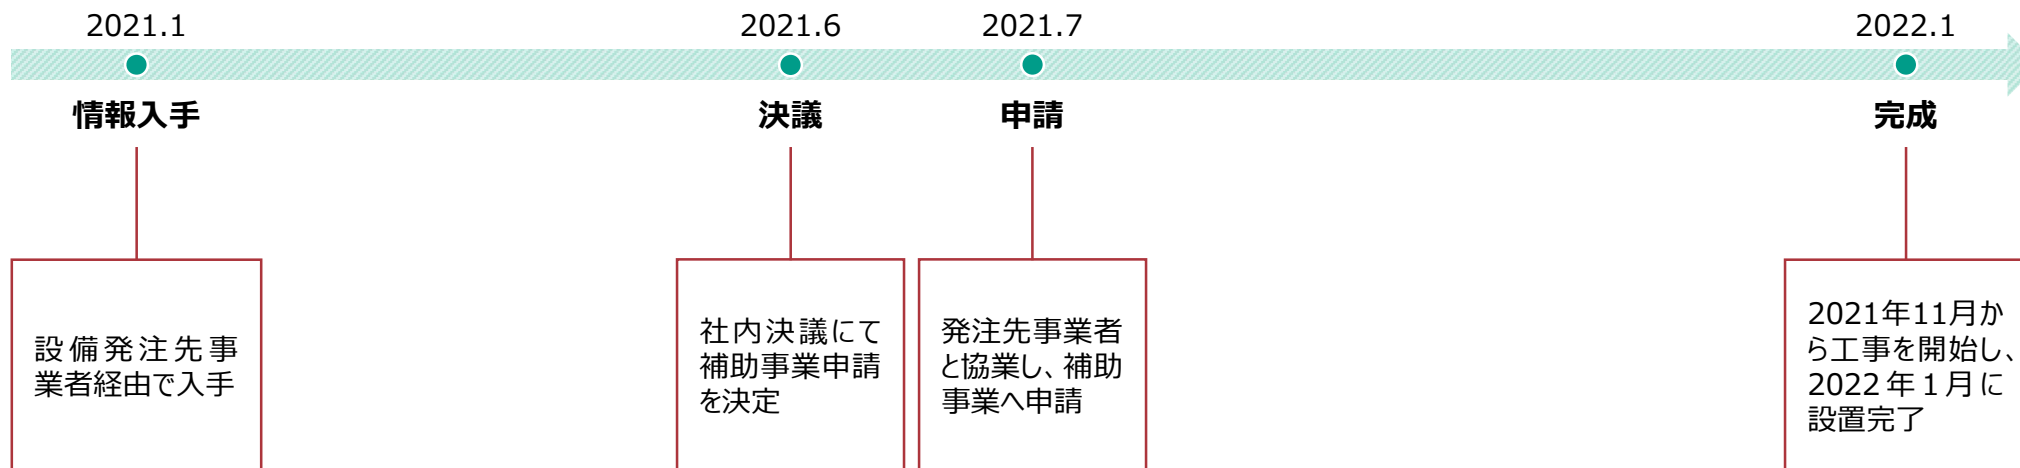 2021.1
2021.6
2021.7
2022.1
情報入手
決議
申請
完成
設備発注先事
業者経由で入手
社内決議にて
補助事業申請
を決定
発注先事業者
と協業し、補助
事業へ申請
2021年11月か
ら工事を開始し、
2022年1月に
設置完了